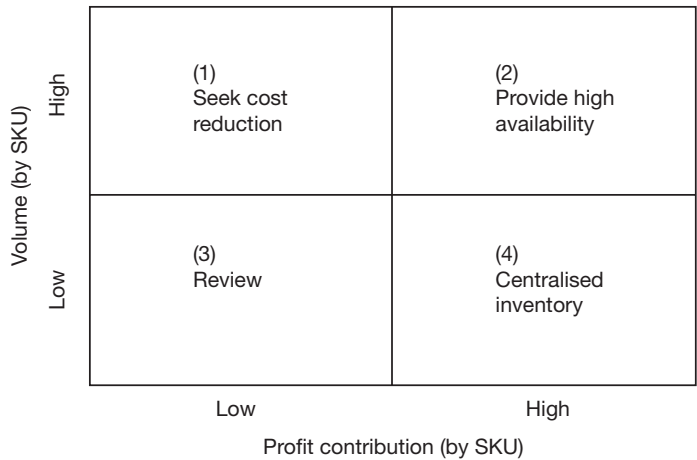 Volume (by SKU)
High
Low
(1)
Seek cost
reduction
(2)
Provide high
availability
(3)
Review
(4)
Centralised
inventory
Low
High
Profit contribution (by SKU)